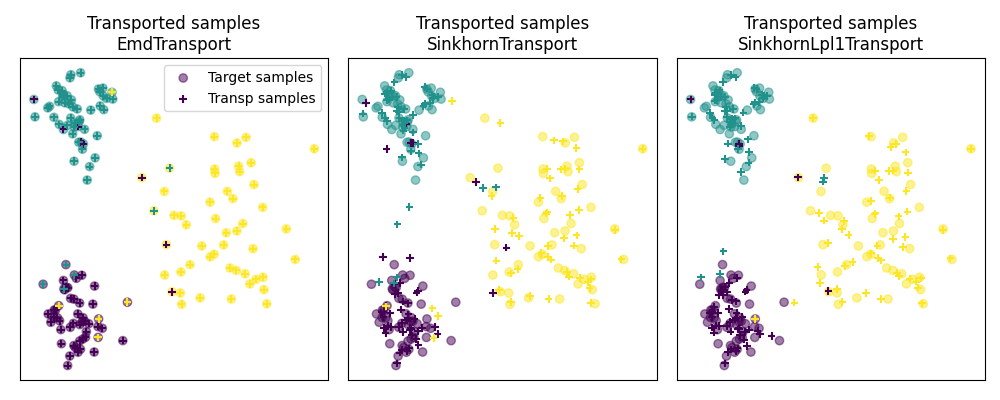 Transported samples
EmdTransport
Target samples
Transp samples
Transported samples
SinkhornTransport
Transported samples
SinkhornLpl1Transport